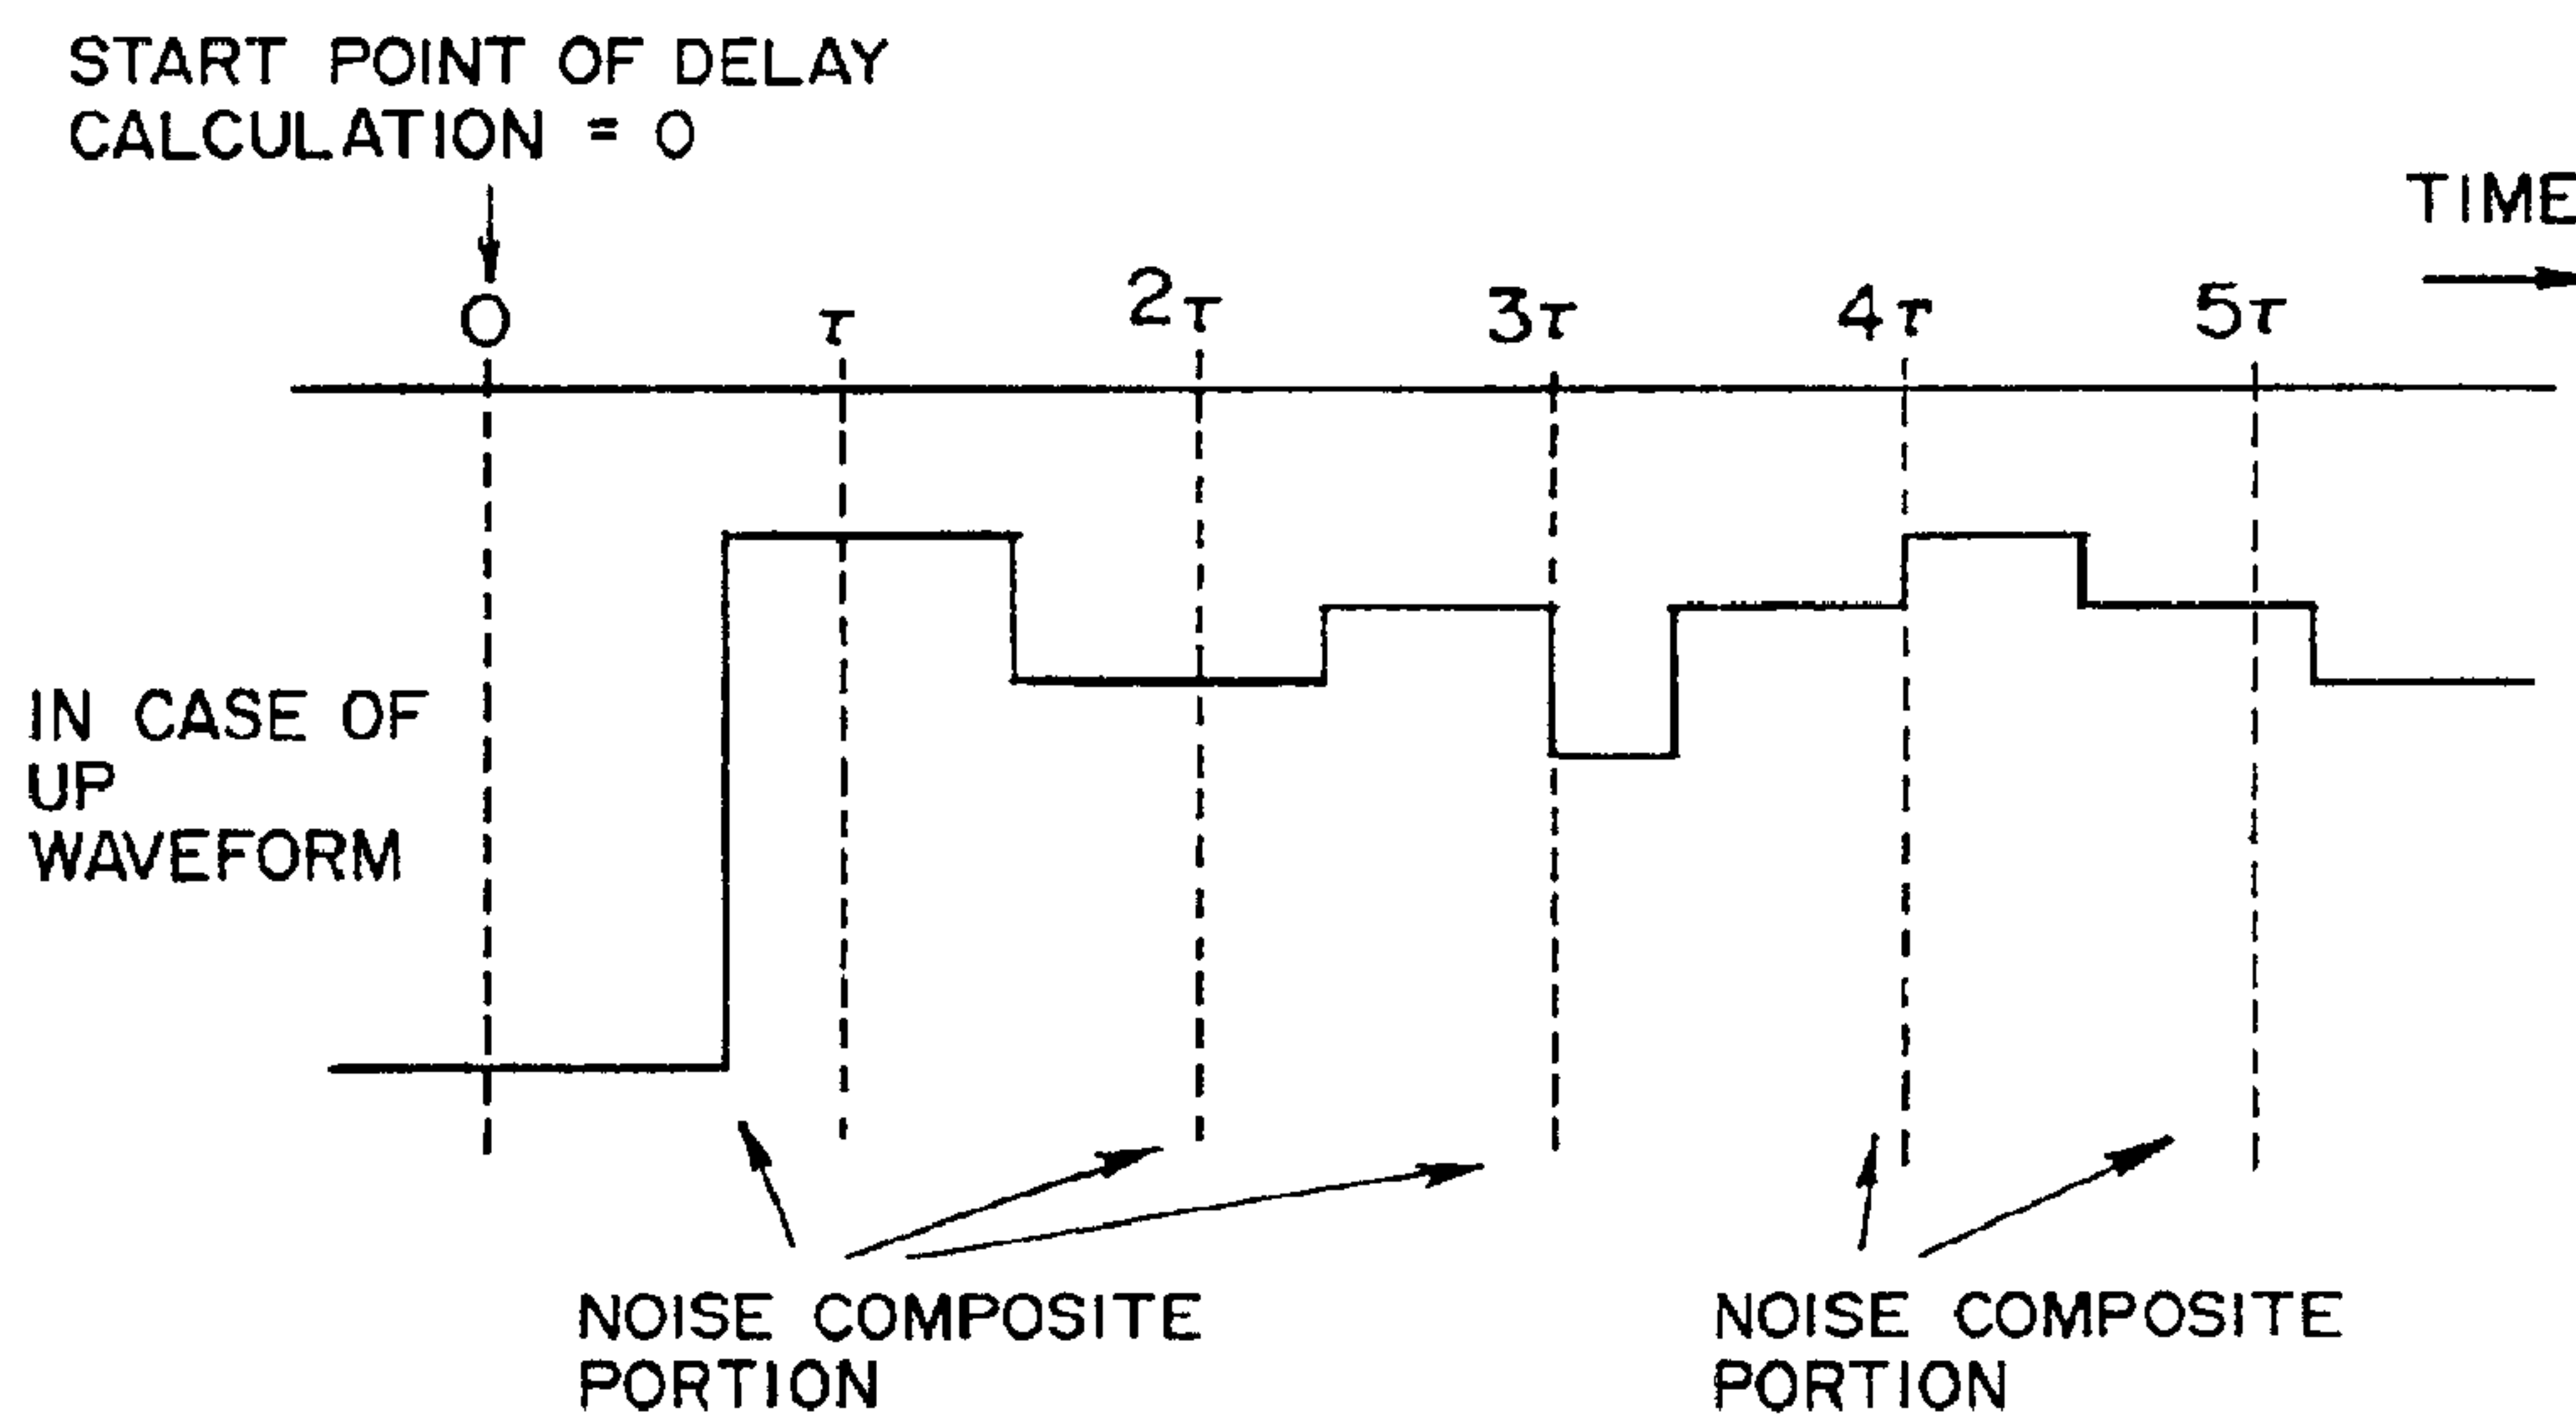 START POINT OF DELAY
CALCULATION = 0
TIME
0 τ 2τ 3τ 4τ 5τ
IN CASE OF
UP
WAVEFORM
NOISE COMPOSITE
PORTION
NOISE COMPOSITE
PORTION